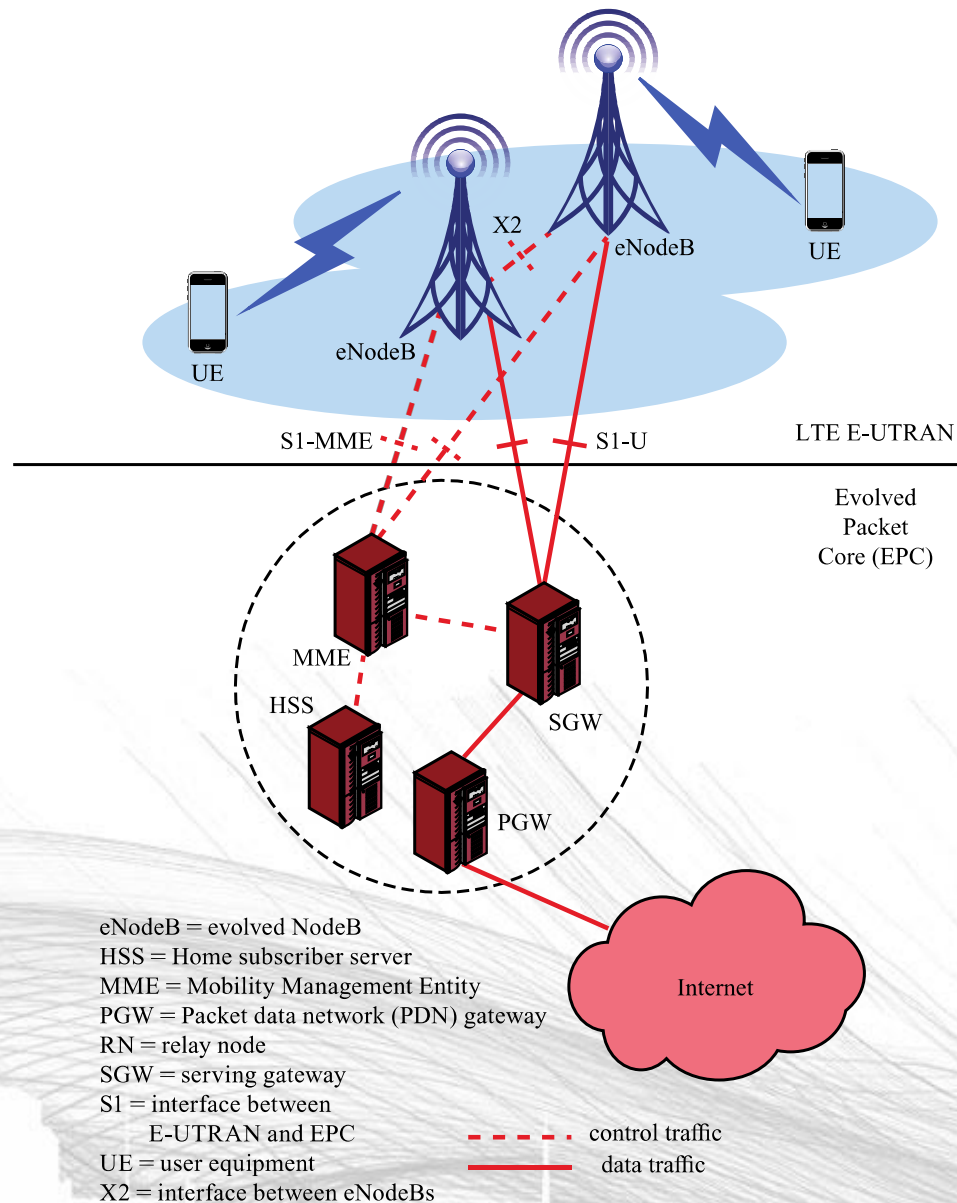 X2
eNodeB
UE
eNodeB
UE
S1-MME
S1-U
LTE E-UTRAN
Evolved
Packet
Core (EPC)
MME
HSS
SGW
PGW
Internet
eNodeB = evolved NodeB
HSS = Home subscriber server
MME = Mobility Management Entity
PGW = Packet data network (PDN) gateway
RN = relay node
SGW = serving gateway
S1 = interface between
E-UTRAN and EPC
UE = user equipment
X2 = interface between eNodeBs
control traffic
data traffic